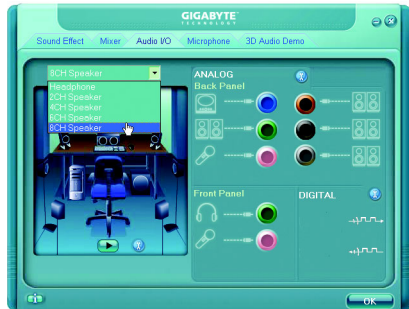 GIGABYTE
TECHNOLOGY
Sound Effect Mixer Audio I/O Microphone 3D Audio Demo
8CH Speaker
Headphone
2CH Speaker
4CH Speaker
6CH Speaker
8CH Speaker
ANALOG
Back Panel
Front Panel
DIGITAL
OK